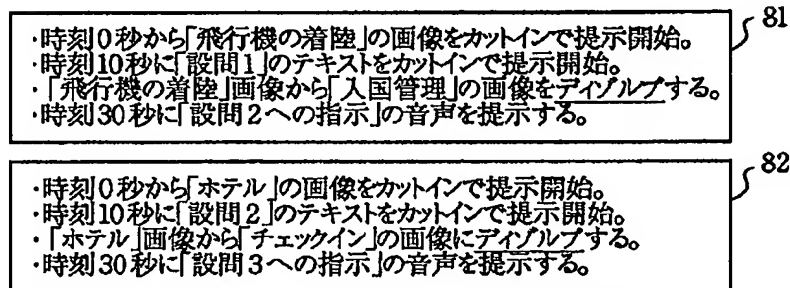 81
・時刻0秒から「飛行機の着陸」の画像をカットインで提示開始。
・時刻10秒に「設問1」のテキストをカットインで提示開始。
・「飛行機の着陸」画像から「入国管理」の画像をディゾルブする。
・時刻30秒に「設問2への指示」の音声を提示する。
82
・時刻0秒から「ホテル」の画像をカットインで提示開始。
・時刻10秒に「設問2」のテキストをカットインで提示開始。
・「ホテル」画像から「チェックイン」の画像にディゾルブする。
・時刻30秒に「設問3への指示」の音声を提示する。